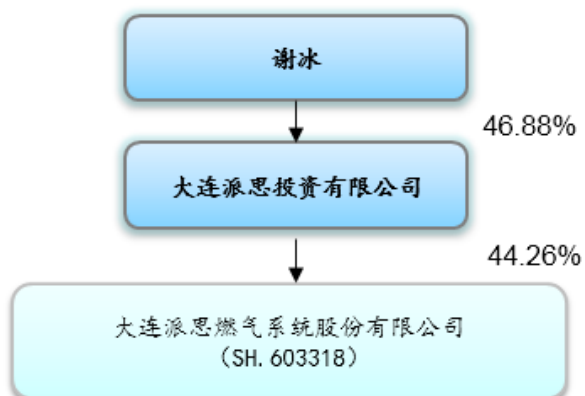 谢冰
46.88%
大连派思投资有限公司
44.26%
大连派思燃气系统股份有限公司
（SH.603318）